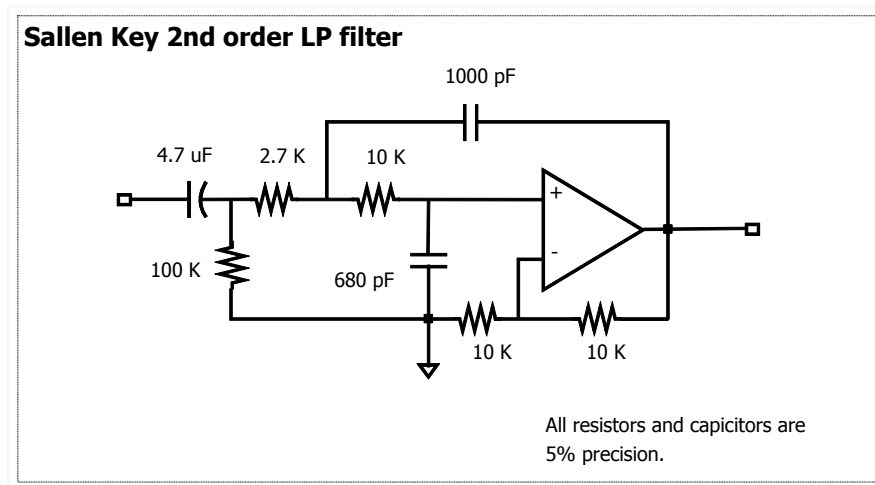 Sallen Key 2nd order LP filter
1000 pF
4.7 uF
2.7 K
10 K
+
-
100 K
680 pF
10 K
10 K
All resistors and capicitors are
5% precision.